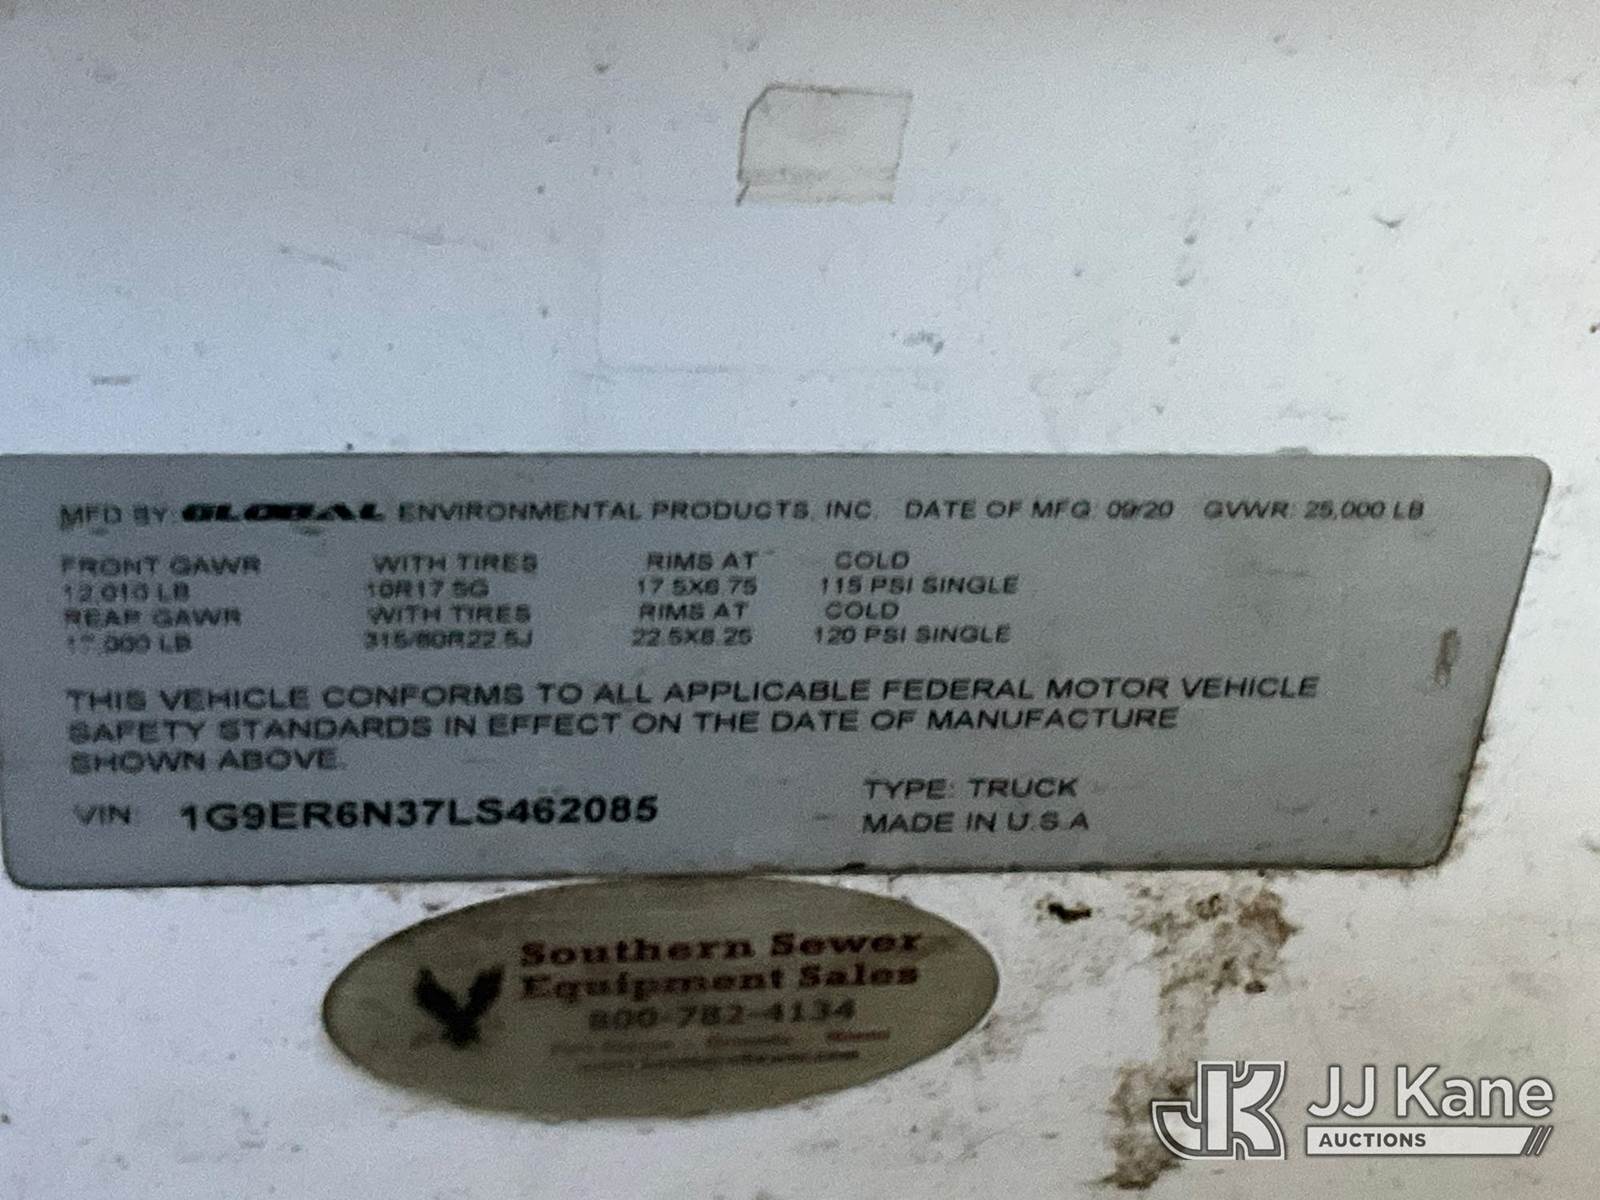 MFD BY: GLOBAL ENVIRONMENTAL PRODUCTS, INC. DATE OF MFG: 09/20 GVWR: 25,000 LB
FRONT GAWR WITH TIRES RIMS AT COLD
12,010 LB 10R17.5G 17.5X6.75 115 PSI SINGLE
REAR GAWR WITH TIRES RIMS AT COLD
315/80R22.5J 22.5X8.25 120 PSI SINGLE
THIS VEHICLE CONFORMS TO ALL APPLICABLE FEDERAL MOTOR VEHICLE
SAFETY STANDARDS IN EFFECT ON THE DATE OF MANUFACTURE
SHOWN ABOVE.
VIN 1G9ER6N37LS462085
TYPE: TRUCK
MADE IN U.S.A
Southern Sewer
Equipment Sales
800-782-4134
JK JJ Kane
AUCTIONS